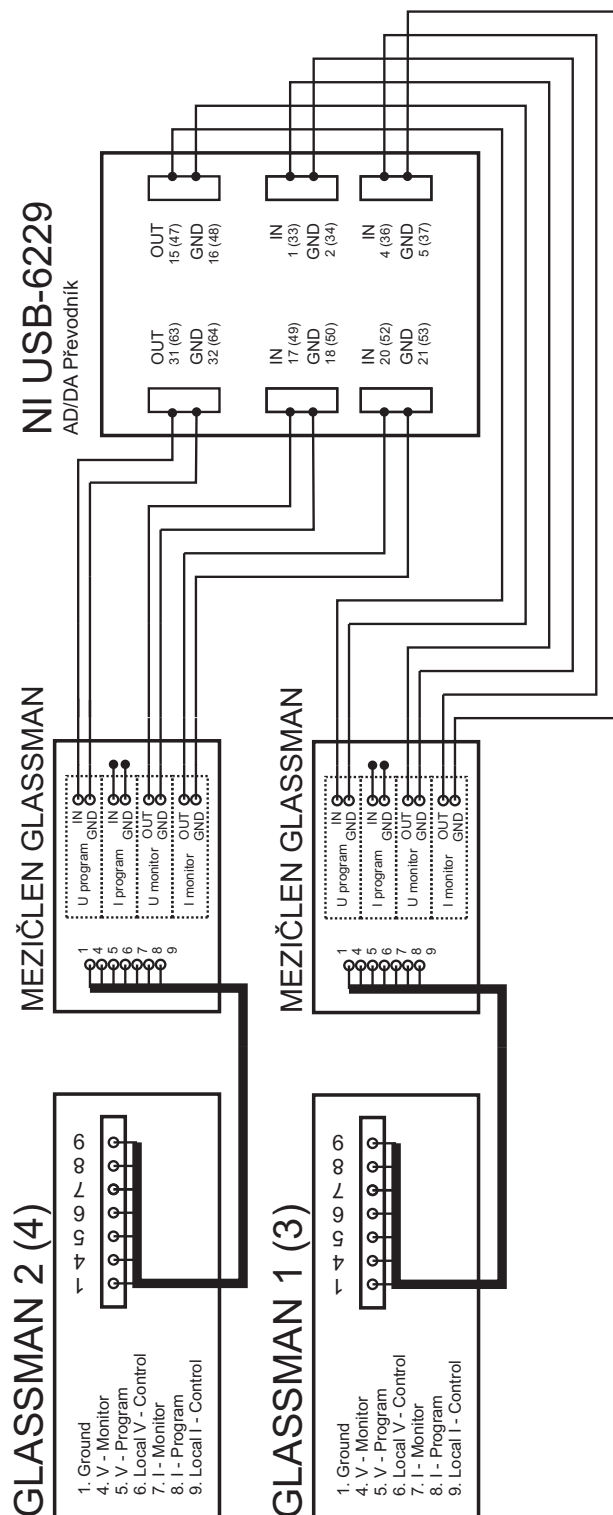 NI USB-6229
AD/DA Převodník
OUT
31 (63)
GND
32 (64)
IN
17 (49)
GND
18 (50)
IN
20 (52)
GND
21 (53)
OUT
15 (47)
GND
16 (48)
IN
1 (33)
GND
2 (34)
IN
4 (36)
GND
5 (37)
MEZIČLEN GLASSMAN
1
4
5
6
7
8
9
U program
IN
GND
I program
IN
GND
U monitor
OUT
GND
I monitor
OUT
GND
MEZIČLEN GLASSMAN
1
4
5
6
7
8
9
U program
IN
GND
I program
IN
GND
U monitor
OUT
GND
I monitor
OUT
GND
GLASSMAN 2 (4)
1. Ground
4. V - Monitor
5. V - Program
6. Local V - Control
7. I - Monitor
8. I - Program
9. Local I - Control
1 4 5 6 7 8 9
GLASSMAN 1 (3)
1. Ground
4. V - Monitor
5. V - Program
6. Local V - Control
7. I - Monitor
8. I - Program
9. Local I - Control
1 4 5 6 7 8 9